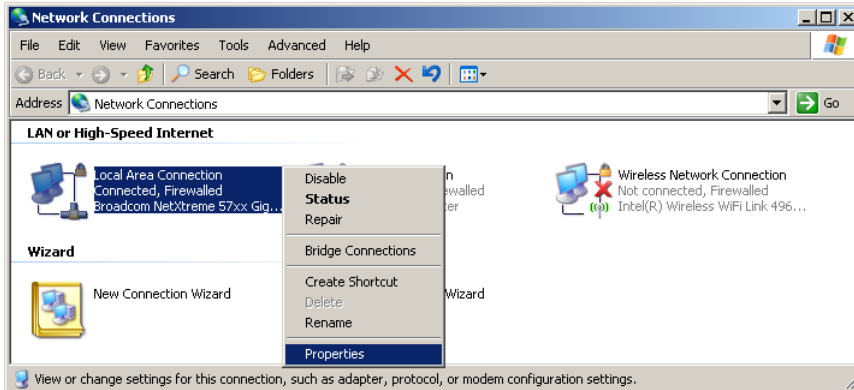 Network Connections
File Edit View Favorites Tools Advanced Help
Back Search Folders
Address Network Connections Go
LAN or High-Speed Internet
Local Area Connection
Connected, Firewalled
Broadcom NetXtreme 57xx Gig...
Disable
Status
Repair
Bridge Connections
Create Shortcut
Delete
Rename
Properties
Wireless Network Connection
Not connected, Firewalled
Intel(R) Wireless WiFi Link 496...
Wizard
New Connection Wizard
Wizard
View or change settings for this connection, such as adapter, protocol, or modem configuration settings.